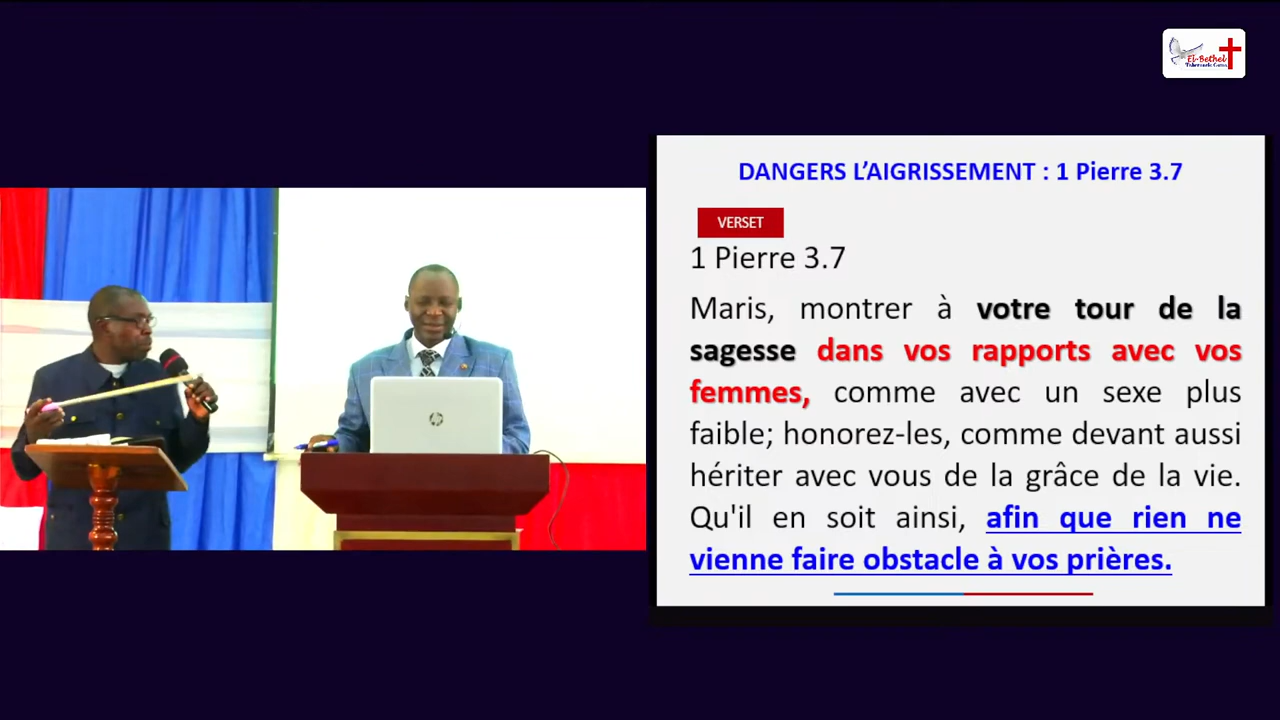 El-Bethel
DANGERS L’AIGRISSEMENT : 1 Pierre 3.7
VERSET
1 Pierre 3.7
Maris, montrer à votre tour de la
sagesse dans vos rapports avec vos
femmes, comme avec un sexe plus
faible; honorez-les, comme devant aussi
hériter avec vous de la grâce de la vie.
Qu'il en soit ainsi, afin que rien ne
vienne faire obstacle à vos prières.
hp